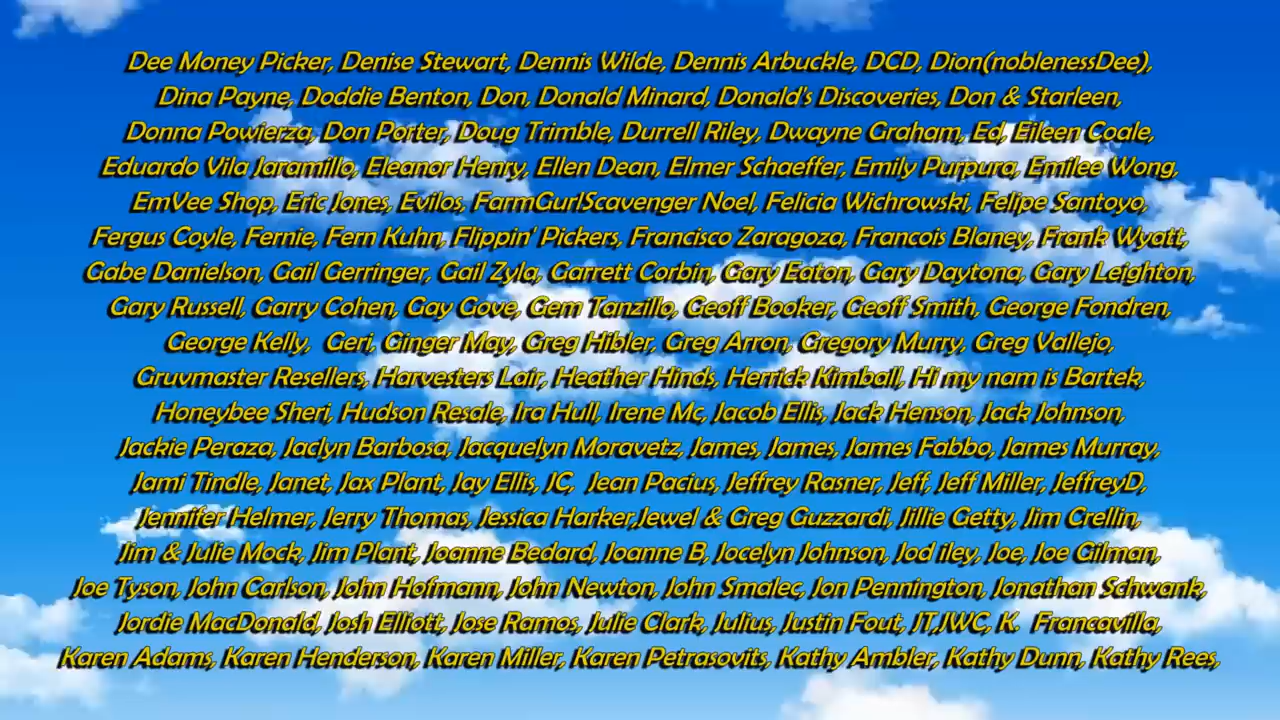 Dee Money Picker, Denise Stewart, Dennis Wilde, Dennis Arbuckle, DCD, Dion(noblenessDee),
Dina Payne, Doddie Benton, Don, Donald Minard, Donald's Discoveries, Don & Starleen,
Donna Powierza, Don Porter, Doug Trimble, Durrell Riley, Dwayne Graham, Ed, Eileen Coale,
Eduardo Vila Jaramillo, Eleanor Henry, Ellen Dean, Elmer Schaeffer, Emily Purpura, Emilee Wong,
EmVee Shop, Eric Jones, Evilos, FarmGurlScavenger Noel, Felicia Wichrowski, Felipe Santoyo,
Fergus Coyle, Fernie, Fern Kuhn, Flippin' Pickers, Francisco Zaragoza, Francois Blaney, Frank Wyatt,
Gabe Danielson, Gail Gerringer, Gail Zyla, Garrett Corbin, Gary Eaton, Gary Daytona, Gary Leighton,
Gary Russell, Garry Cohen, Gay Gove, Gem Tanzillo, Geoff Booker, Geoff Smith, George Fondren,
George Kelly,  Geri, Ginger May, Greg Hibler, Greg Arron, Gregory Murry, Greg Vallejo,
Gruvmaster Resellers, Harvesters Lair, Heather Hinds, Herrick Kimball, Hi my nam is Bartek,
Honeybee Sheri, Hudson Resale, Ira Hull, Irene Mc, Jacob Ellis, Jack Henson, Jack Johnson,
Jackie Peraza, Jaclyn Barbosa, Jacquelyn Moravetz, James, James, James Fabbo, James Murray,
Jami Tindle, Janet, Jax Plant, Jay Ellis, JC,  Jean Pacius, Jeffrey Rasner, Jeff, Jeff Miller, JeffreyD,
Jennifer Helmer, Jerry Thomas, Jessica Harker,Jewel & Greg Guzzardi, Jillie Getty, Jim Crellin,
Jim & Julie Mock, Jim Plant, Joanne Bedard, Joanne B, Jocelyn Johnson, Jod iley, Joe, Joe Gilman,
Joe Tyson, John Carlson, John Hofmann, John Newton, John Smalec, Jon Pennington, Jonathan Schwank,
Jordie MacDonald, Josh Elliott, Jose Ramos, Julie Clark, Julius, Justin Fout, JT,JWC, K.  Francavilla,
Karen Adams, Karen Henderson, Karen Miller, Karen Petrasovits, Kathy Ambler, Kathy Dunn, Kathy Rees,